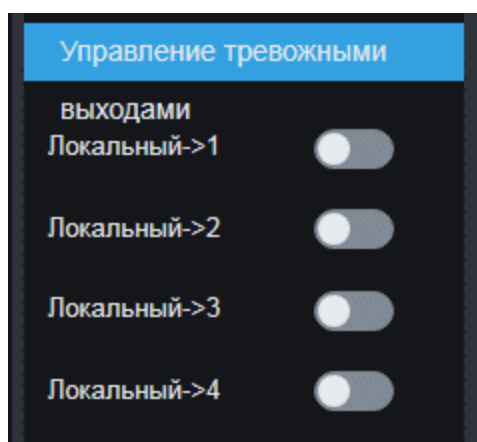 Управление тревожными
выходами
Локальный->1
Локальный->2
Локальный->3
Локальный->4